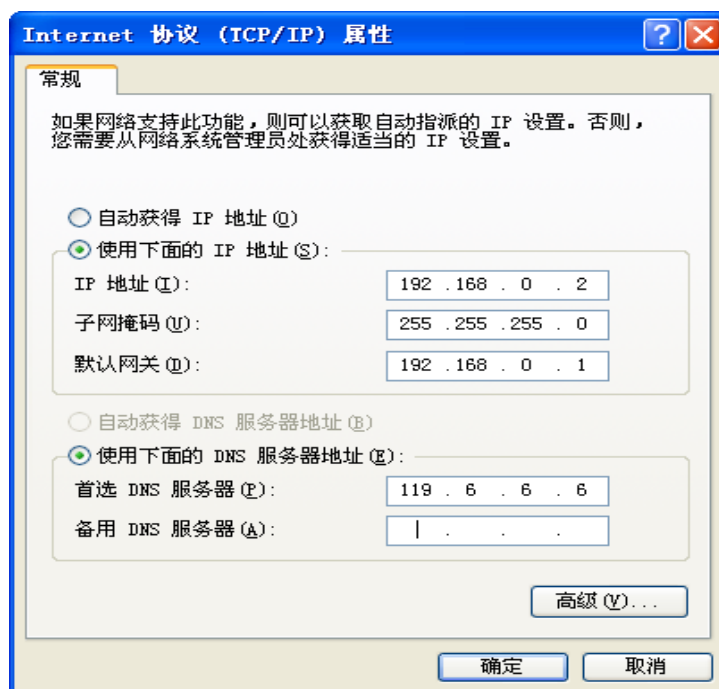 Internet 协议 (TCP/IP) 属性
常规
如果网络支持此功能，则可以获取自动指派的 IP 设置。否则，
您需要从网络系统管理员处获得适当的 IP 设置。
自动获得 IP 地址(O)
使用下面的 IP 地址(S):
IP 地址(I): 192 .168 . 0 . 2
子网掩码(U): 255 .255 .255 . 0
默认网关(D): 192 .168 . 0 . 1
自动获得 DNS 服务器地址(B)
使用下面的 DNS 服务器地址(E):
首选 DNS 服务器(P): 119 . 6 . 6 . 6
备用 DNS 服务器(A): . . .
高级(V)...
确定 取消